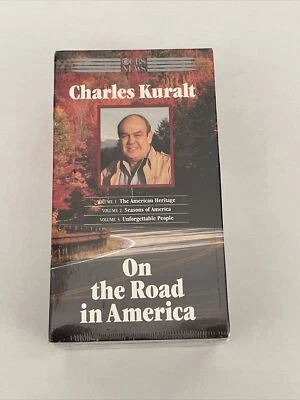 CBS NEWS
Charles Kuralt
VOLUME 1: The American Heritage
VOLUME 2: Seasons of America
VOLUME 3: Unforgettable People
On
the Road
in America